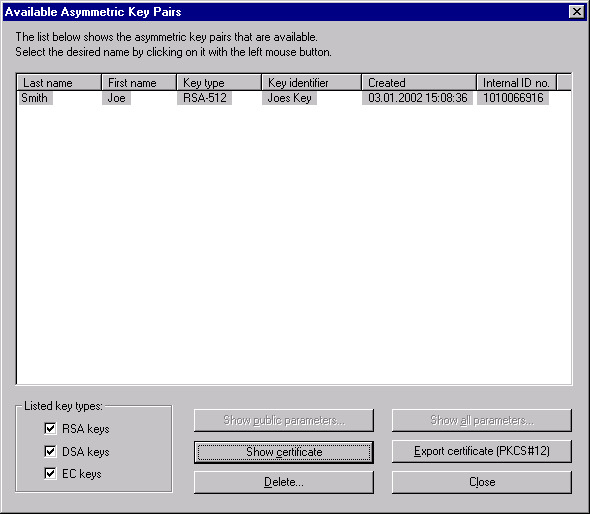 Available Asymmetric Key Pairs
The list below shows the asymmetric key pairs that are available.
Select the desired name by clicking on it with the left mouse button.
Last name First name Key type Key identifier Created Internal ID no.
Smith Joe RSA-512 Joes Key 03.01.2002 15:08:36 1010066916
Listed key types:
RSA keys
DSA keys
EC keys
Show public parameters... Show all parameters...
Show certificate Export certificate (PKCS#12)
Delete... Close